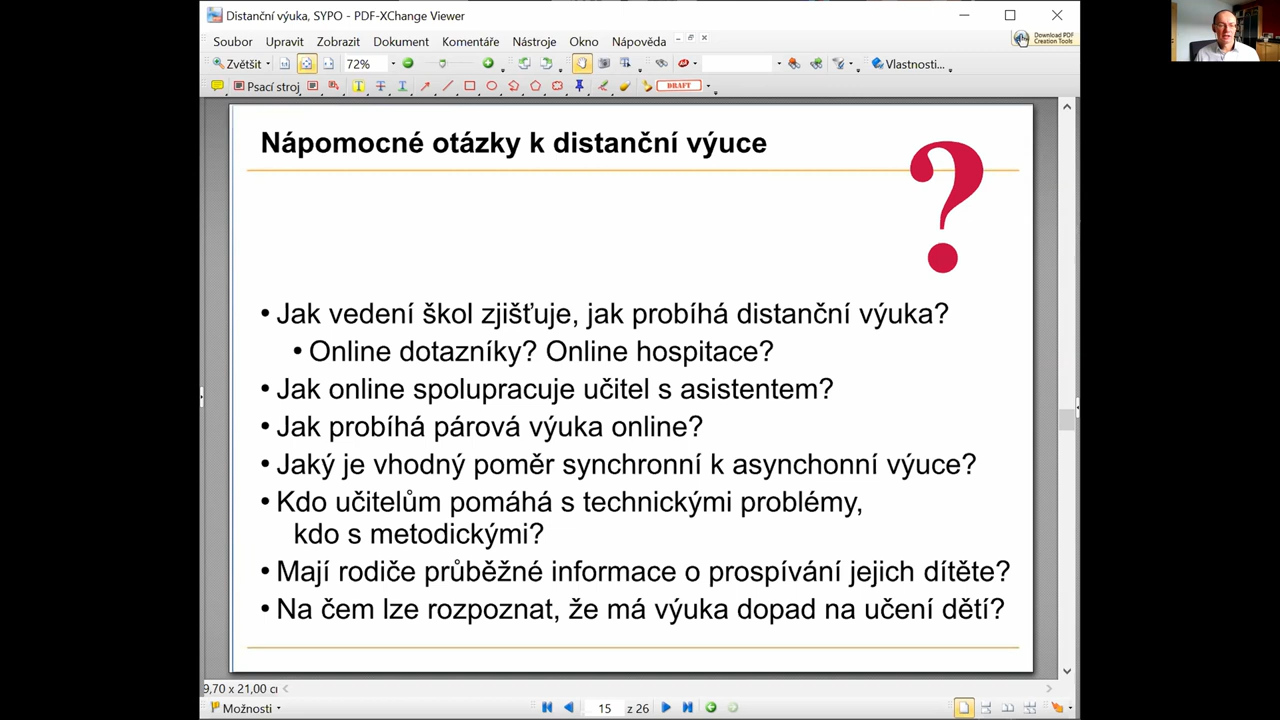 Distanční výuka, SYPO - PDF-XChange Viewer
Soubor Upravit Zobrazit Dokument Komentáře Nástroje Okno Nápověda
Download PDF
Creation Tools
Zvětšit 72% Vlastnosti...
Psací stroj DRAFT
Nápomocné otázky k distanční výuce
?
• Jak vedení škol zjišťuje, jak probíhá distanční výuka?
• Online dotazníky? Online hospitace?
• Jak online spolupracuje učitel s asistentem?
• Jak probíhá párová výuka online?
• Jaký je vhodný poměr synchronní k asynchonní výuce?
• Kdo učitelům pomáhá s technickými problémy,
kdo s metodickými?
• Mají rodiče průběžné informace o prospívání jejich dítěte?
• Na čem lze rozpoznat, že má výuka dopad na učení dětí?
9,70 x 21,00 cı
Možnosti 15 z 26